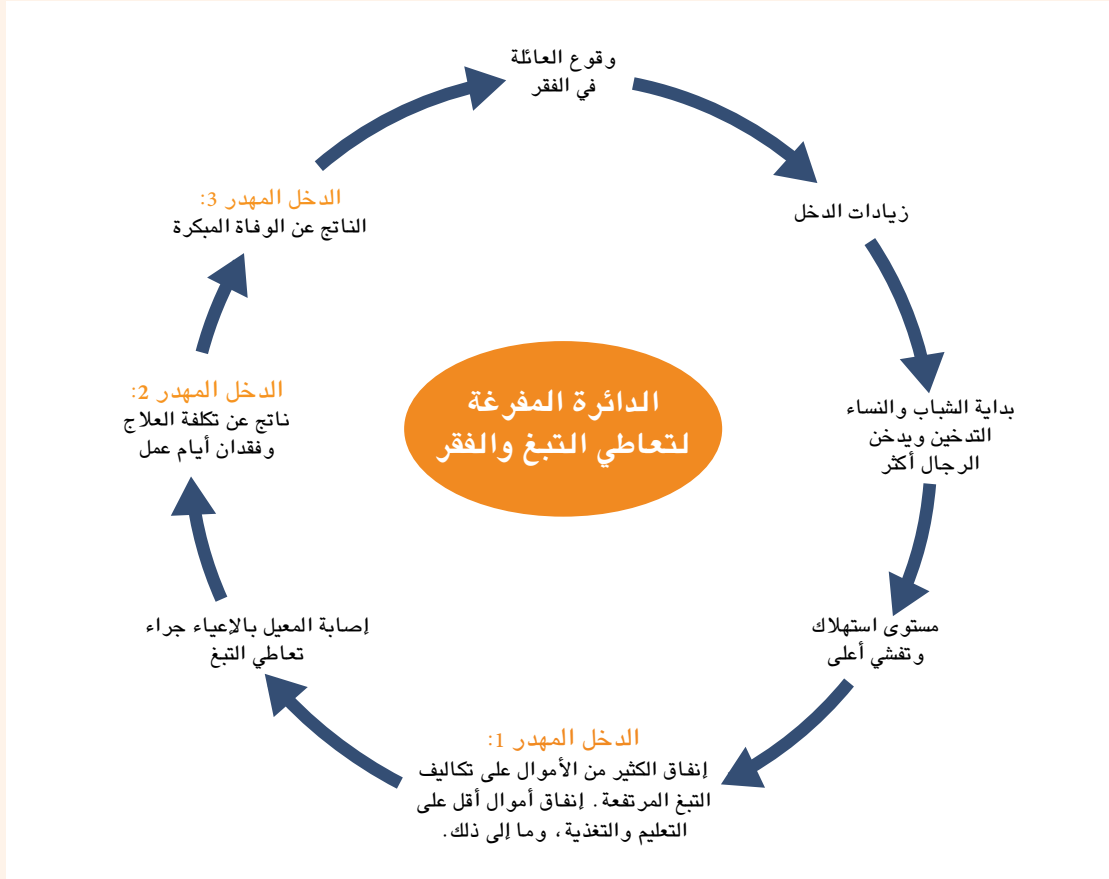 وقوع العائلة
في الفقر
زيادات الدخل
بداية الشباب والنساء
التدخين ويدخن
الرجال أكثر
مستوى استهلاك
وتفشي أعلى
الدخل المهدر 1:
إنفاق الكثير من الأموال على تكاليف
التبغ المرتفعة. إنفاق أموال أقل على
التعليم والتغذية، وما إلى ذلك.
إصابة المعيل بالإعياء جراء
تعاطي التبغ
الدخل المهدر 2:
ناتج عن تكلفة العلاج
وفقدان أيام عمل
الدخل المهدر 3:
الناتج عن الوفاة المبكرة
الدائرة المفرغة
لتعاطي التبغ والفقر